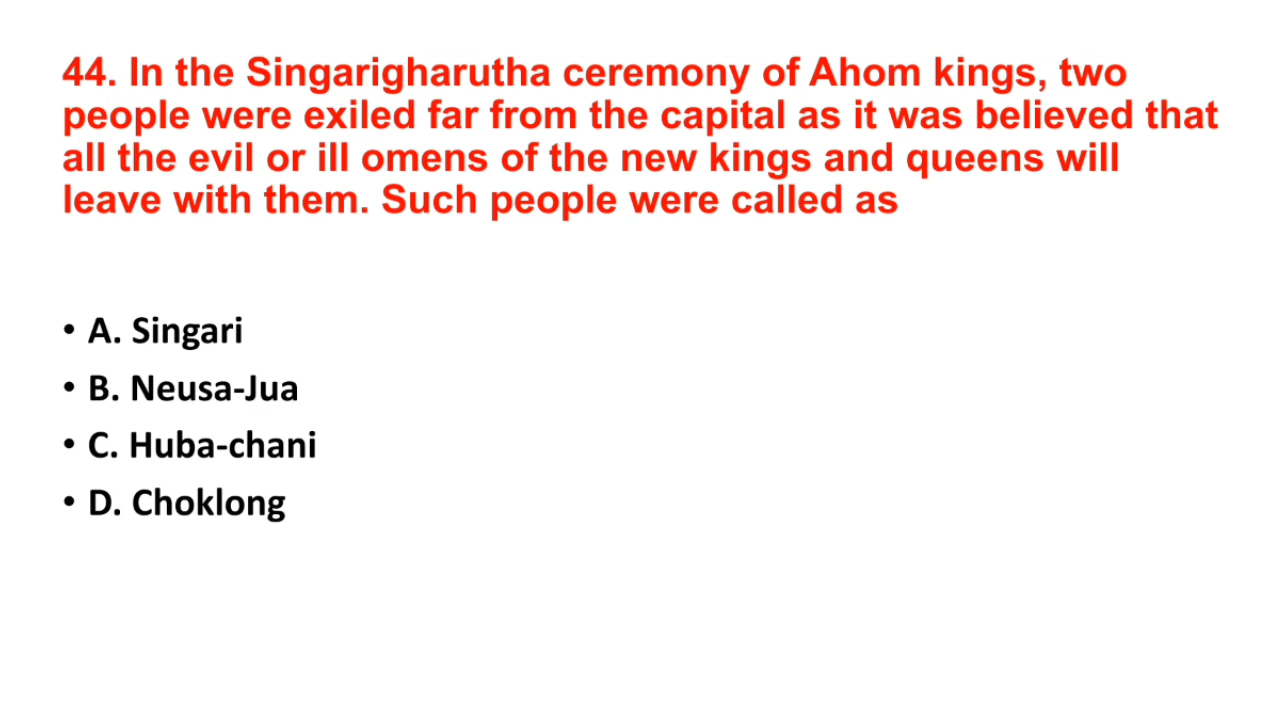 44. In the Singarigharutha ceremony of Ahom kings, two
people were exiled far from the capital as it was believed that
all the evil or ill omens of the new kings and queens will
leave with them. Such people were called as
• A. Singari
• B. Neusa-Jua
• C. Huba-chani
• D. Choklong